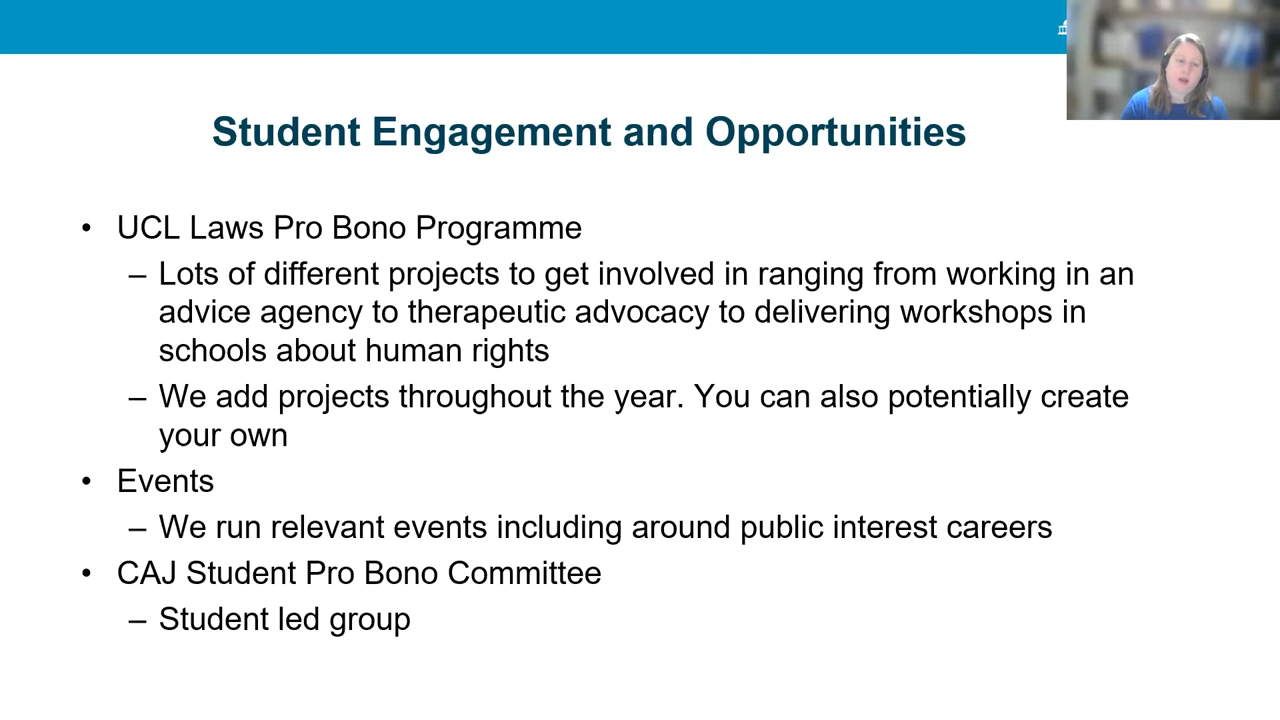 Student Engagement and Opportunities
• UCL Laws Pro Bono Programme
– Lots of different projects to get involved in ranging from working in an
advice agency to therapeutic advocacy to delivering workshops in
schools about human rights
– We add projects throughout the year. You can also potentially create
your own
• Events
– We run relevant events including around public interest careers
• CAJ Student Pro Bono Committee
– Student led group